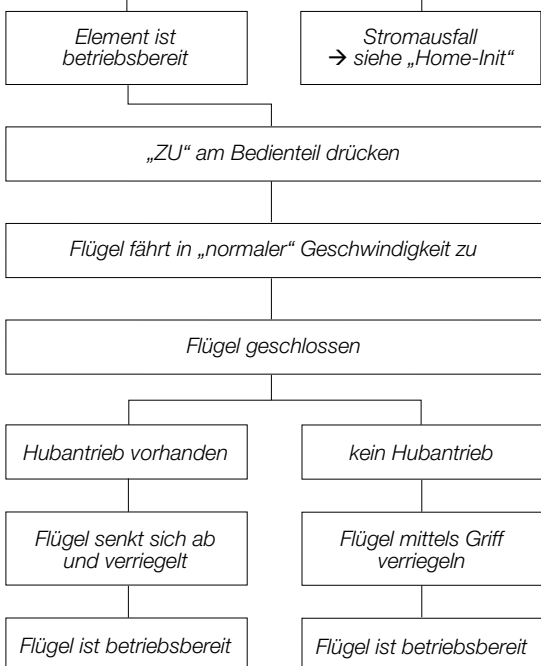 Element ist
betriebsbereit
Stromausfall
→ siehe „Home-Init“
„ZU“ am Bedienteil drücken
Flügel fährt in „normaler“ Geschwindigkeit zu
Flügel geschlossen
Hubantrieb vorhanden
kein Hubantrieb
Flügel senkt sich ab
und verriegelt
Flügel mittels Griff
verriegeln
Flügel ist betriebsbereit
Flügel ist betriebsbereit